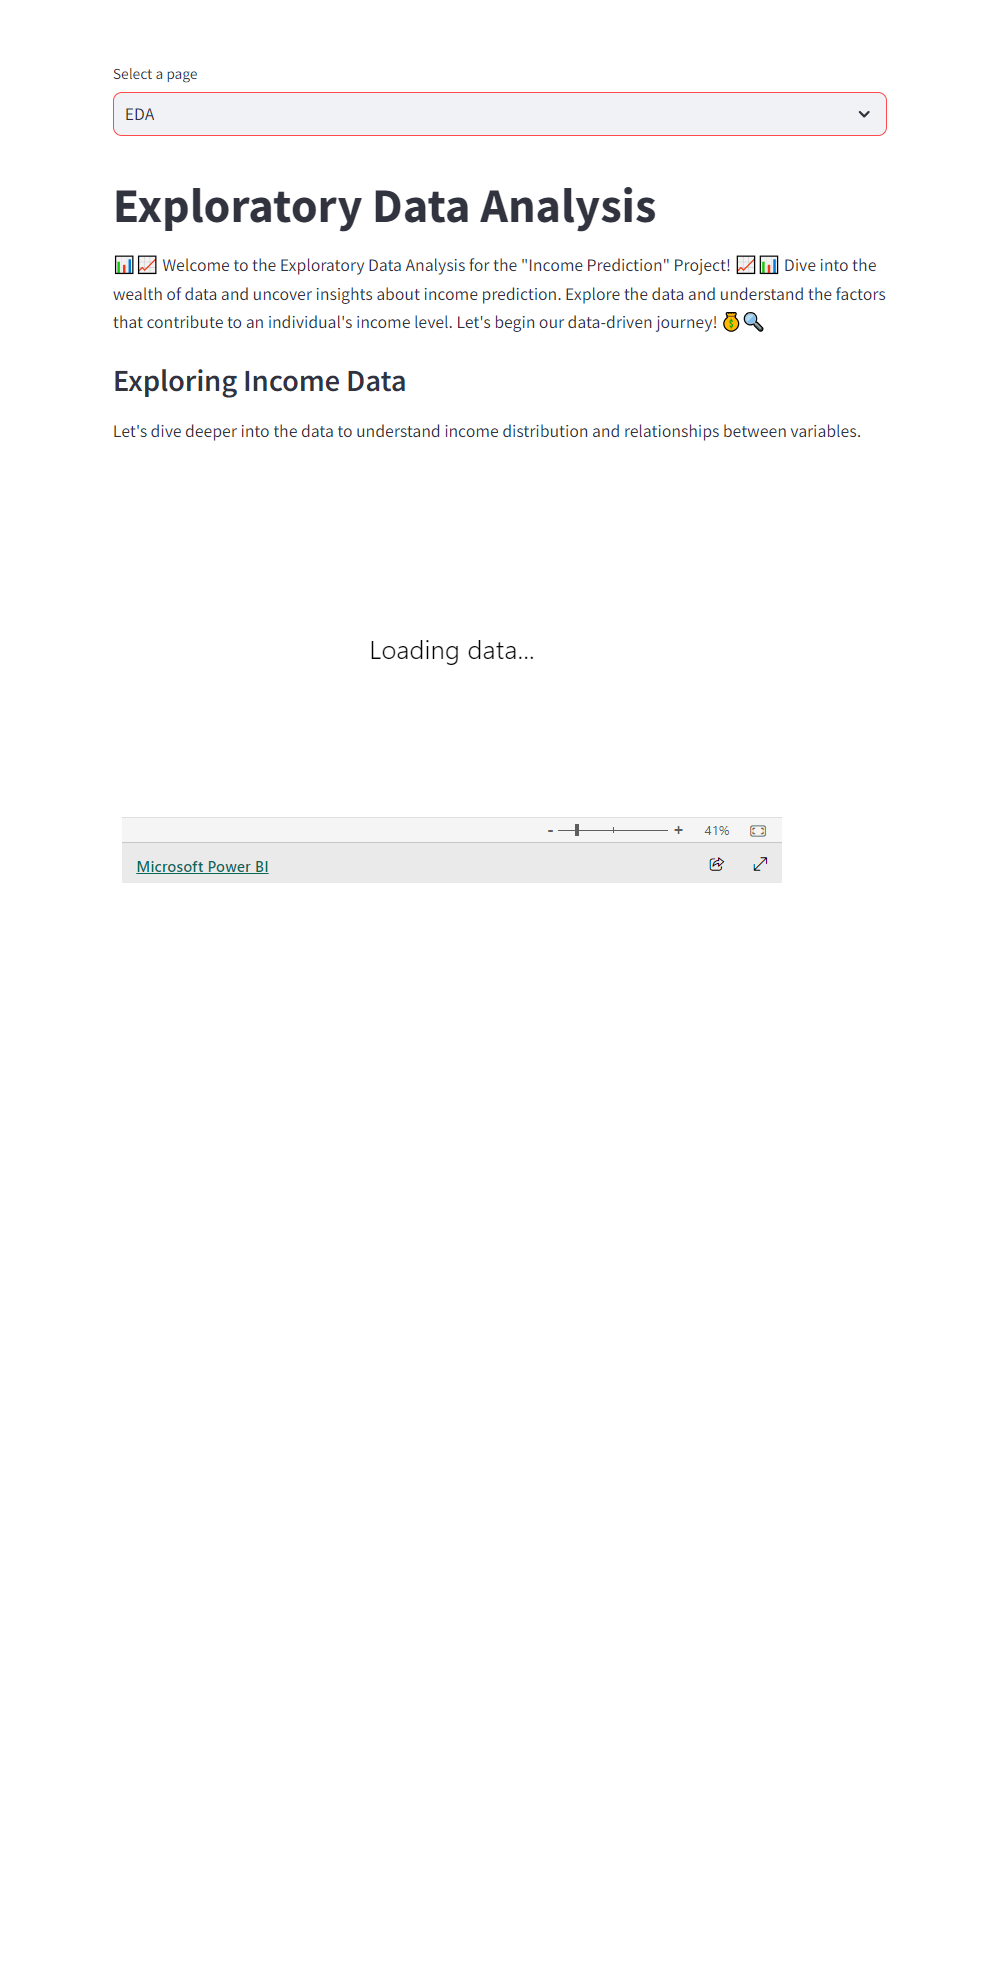 Select a page
EDA
Exploratory Data Analysis
📊📈 Welcome to the Exploratory Data Analysis for the "Income Prediction" Project! 📈📊 Dive into the
wealth of data and uncover insights about income prediction. Explore the data and understand the factors
that contribute to an individual's income level. Let's begin our data-driven journey! 💰🔍
Exploring Income Data
Let's dive deeper into the data to understand income distribution and relationships between variables.
Loading data...
- + 41%
Microsoft Power BI